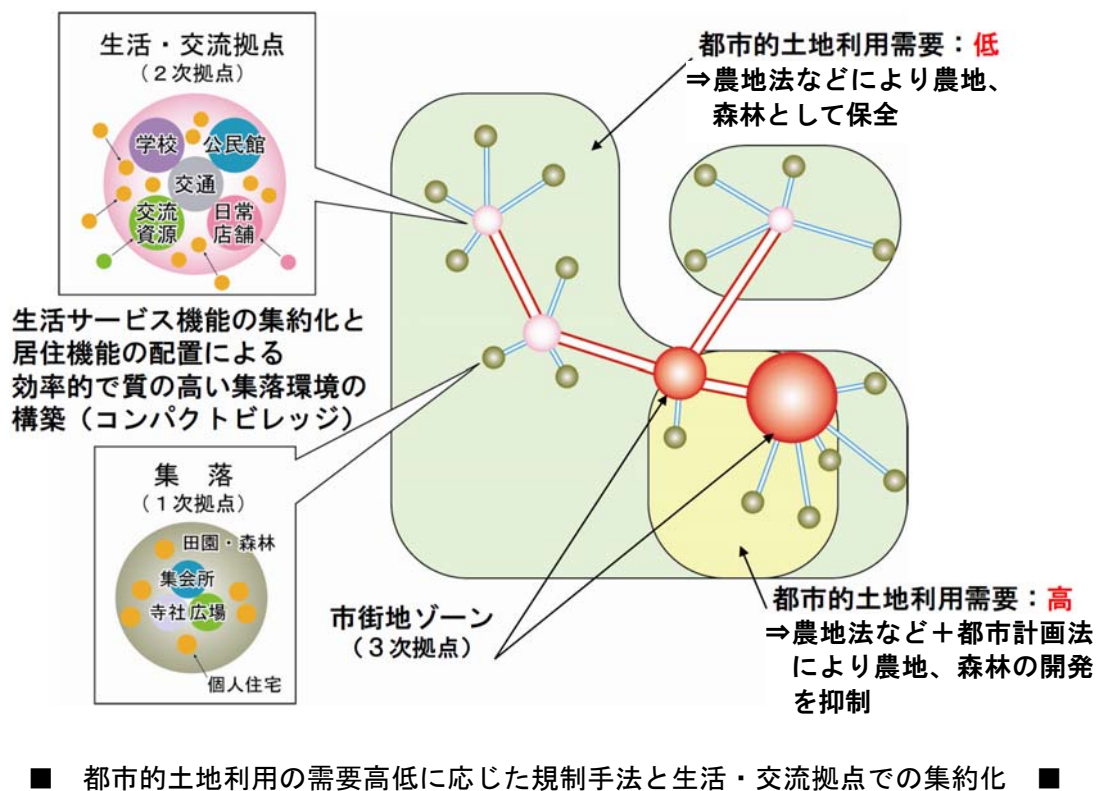 生活・交流拠点
（２次拠点）
学校
公民館
交通
交流
資源
日常
店舗
都市的土地利用需要：低
⇒農地法などにより農地、
森林として保全
生活サービス機能の集約化と
居住機能の配置による
効率的で質の高い集落環境の
構築（コンパクトビレッジ）
集　落
（１次拠点）
田園・森林
集会所
寺社
広場
個人住宅
市街地ゾーン
（３次拠点）
都市的土地利用需要：高
⇒農地法など＋都市計画法
により農地、森林の開発
を抑制
■　都市的土地利用の需要高低に応じた規制手法と生活・交流拠点での集約化　■